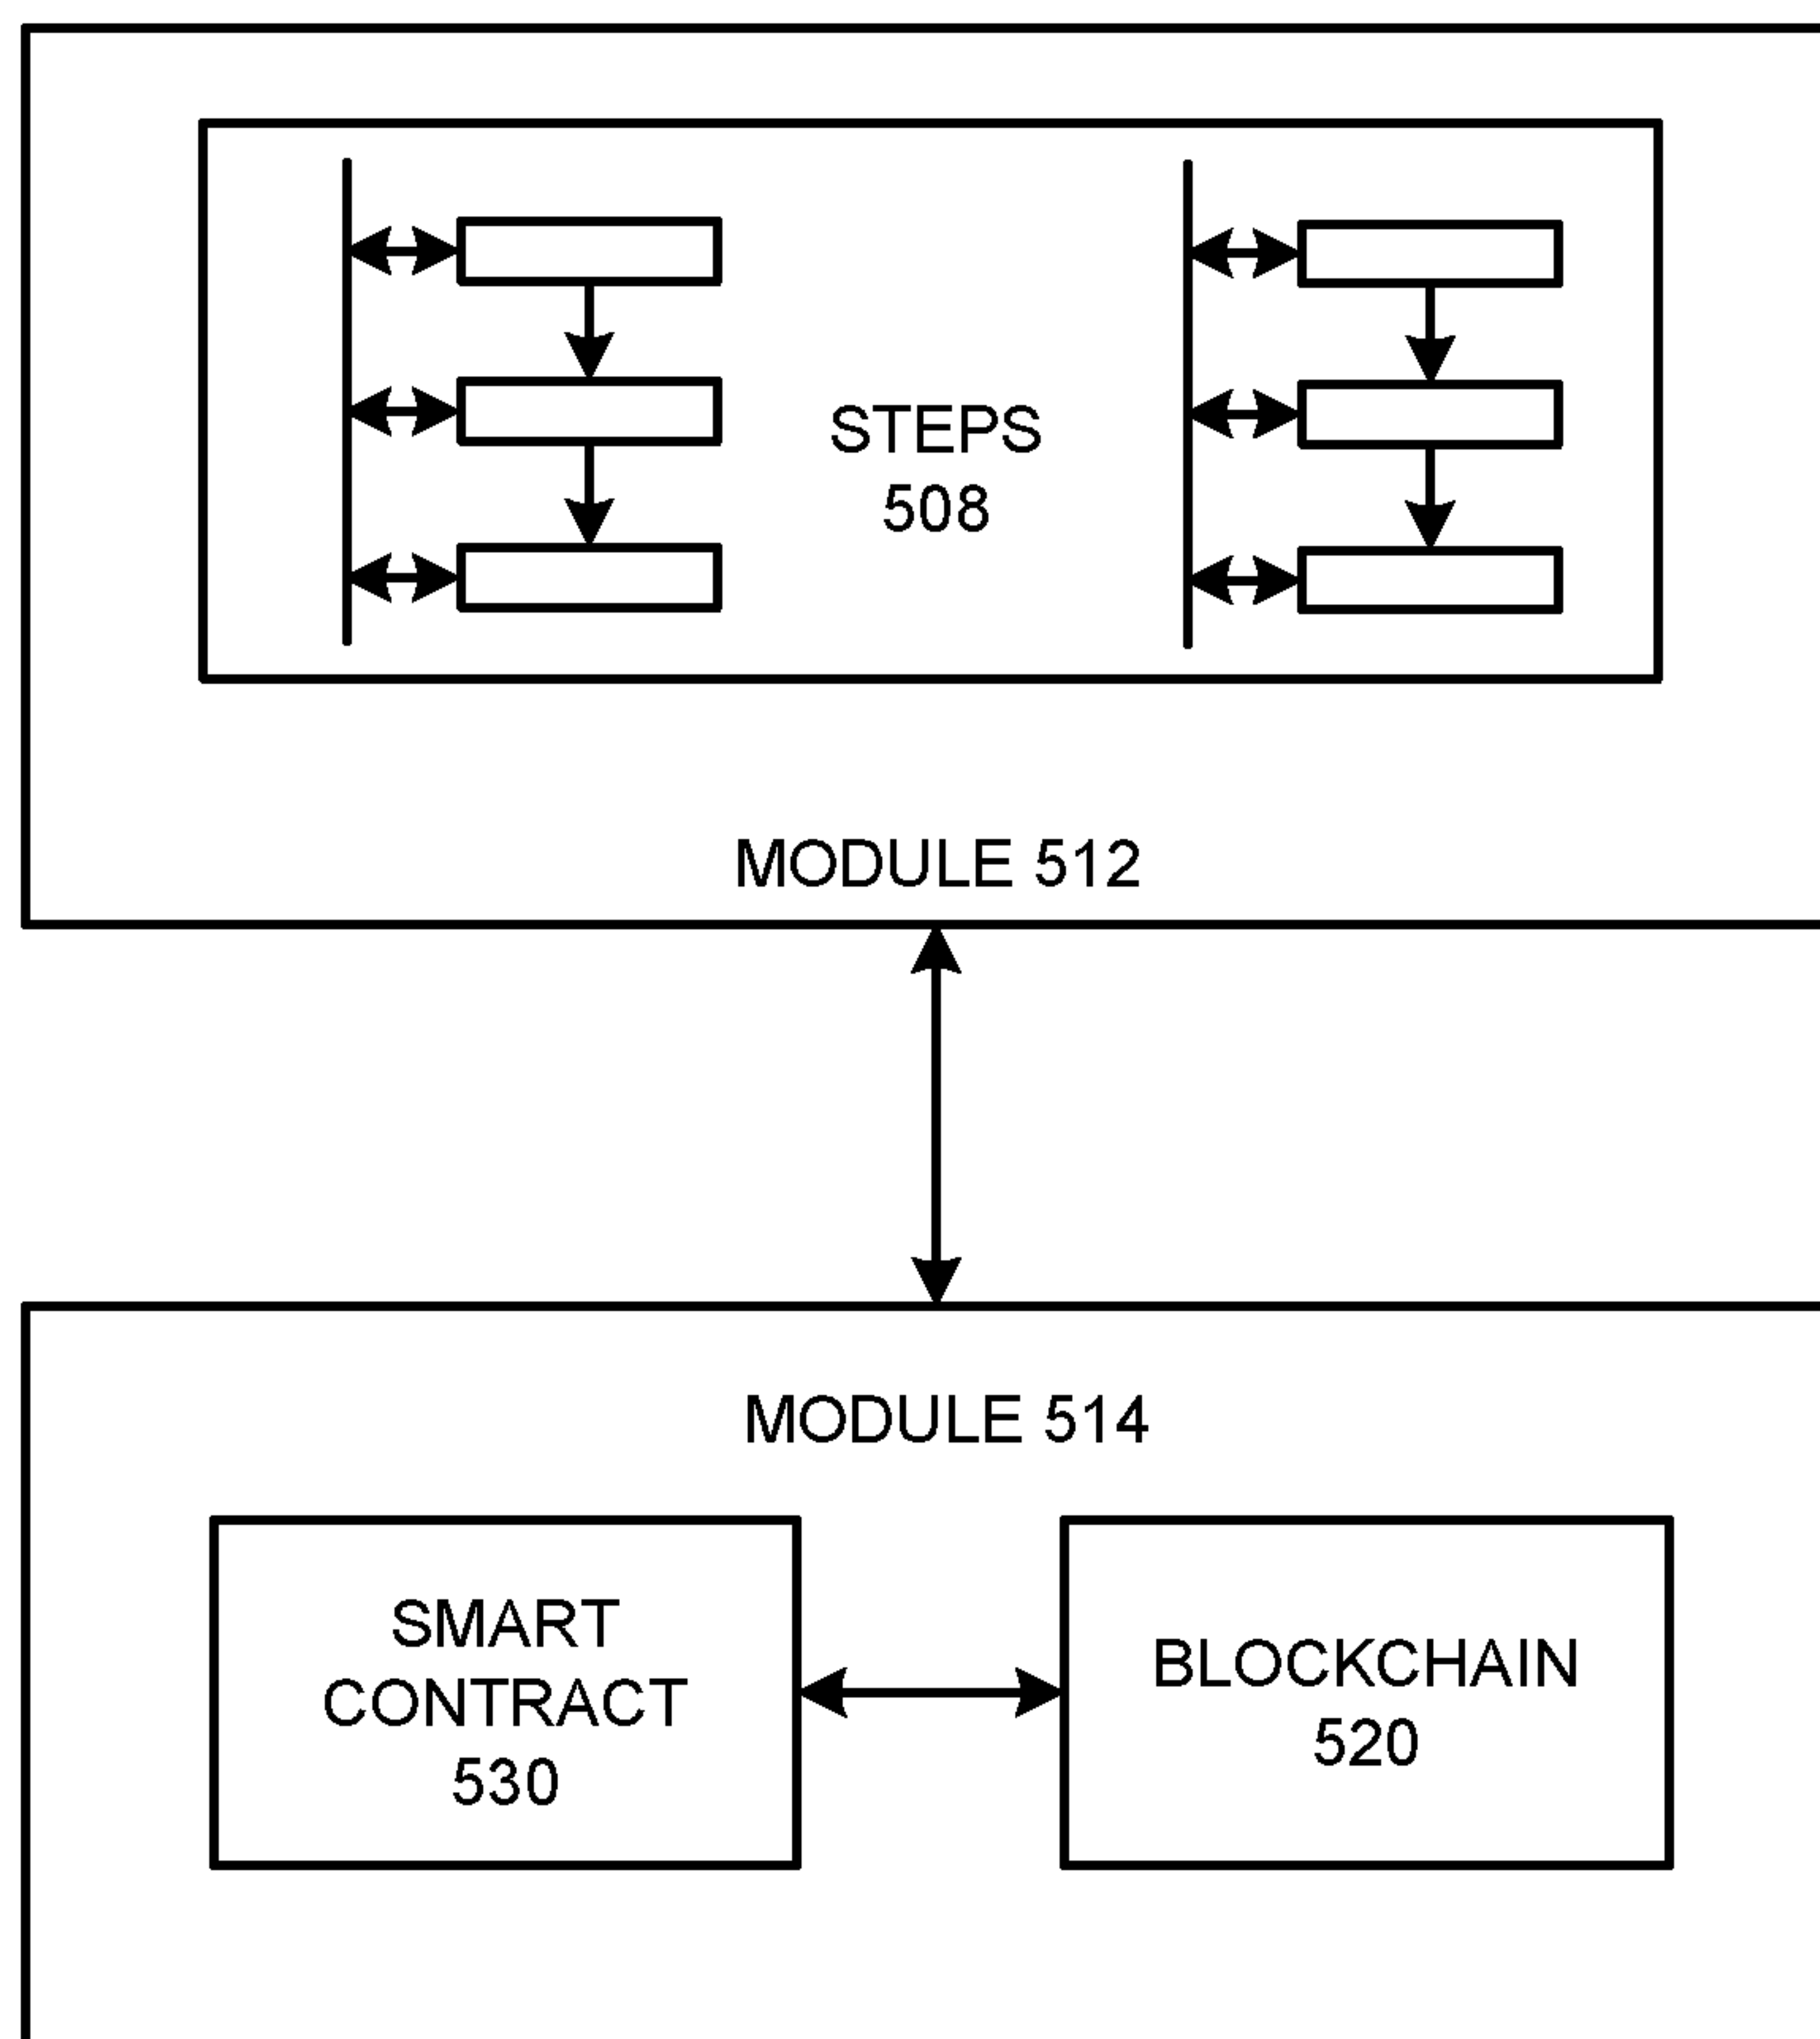 STEPS
508
MODULE 512
MODULE 514
SMART
CONTRACT
530
BLOCKCHAIN
520